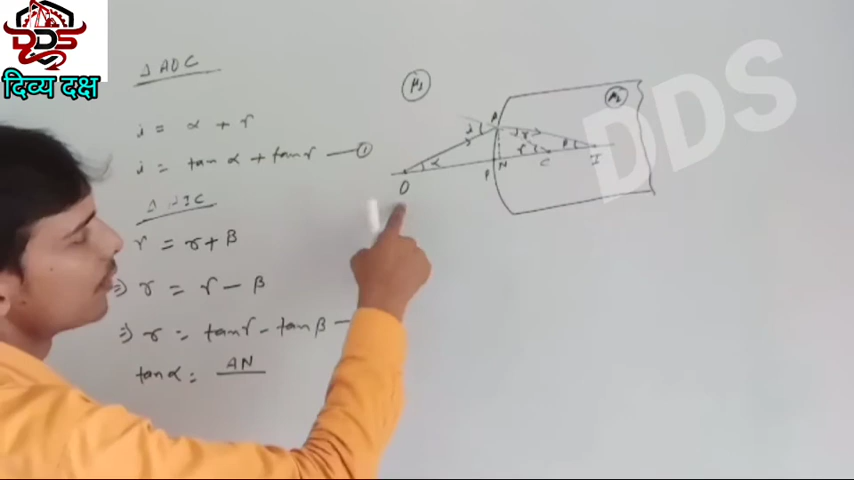 DDS
दिव्य दक्ष
DDS
Δ AOC
i = α + γ
i = tan α + tan γ — ①
Δ AIC
γ = r + β
⇒ r = γ - β
⇒ r = tan γ - tan β —
tan α = AN
μ₁
μ₂
A
i
r
α
γ
β
O
P
N
C
I